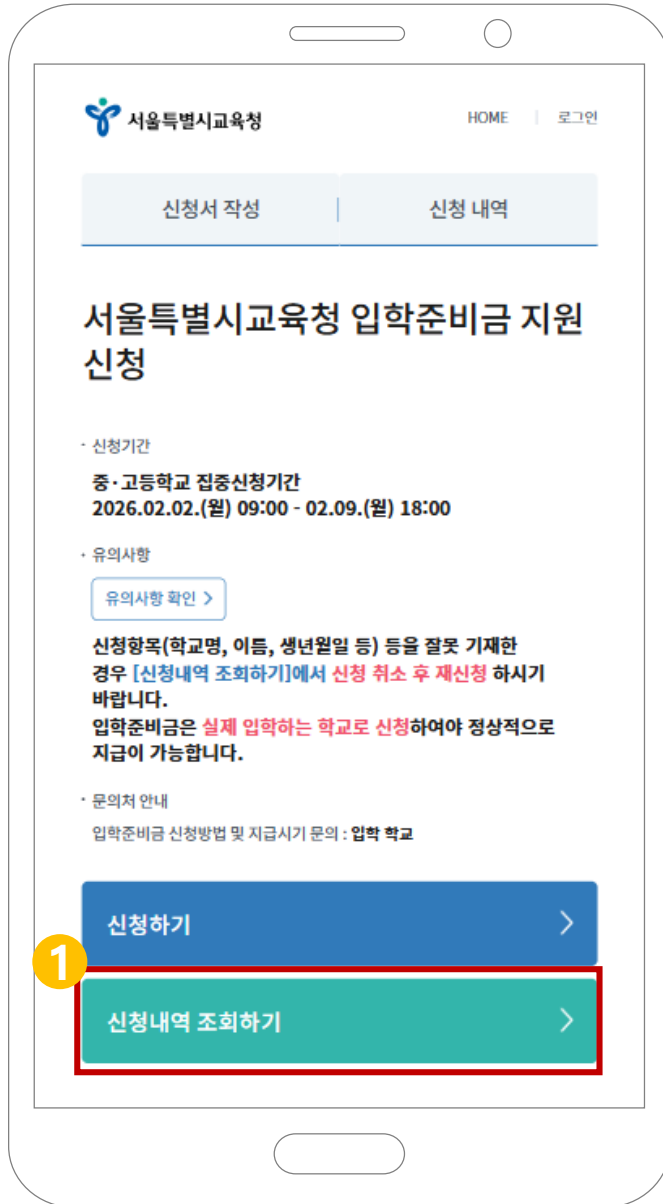 서울특별시교육청
HOME | 로그인
신청서 작성 | 신청 내역
서울특별시교육청 입학준비금 지원
신청
· 신청기간
중·고등학교 집중신청기간
2026.02.02.(월) 09:00 - 02.09.(월) 18:00
· 유의사항
유의사항 확인 >
신청항목(학교명, 이름, 생년월일 등) 등을 잘못 기재한
경우 [신청내역 조회하기]에서 신청 취소 후 재신청 하시기
바랍니다.
입학준비금은 실제 입학하는 학교로 신청하여야 정상적으로
지급이 가능합니다.
· 문의처 안내
입학준비금 신청방법 및 지급시기 문의 : 입학 학교
신청하기 >
1
신청내역 조회하기 >